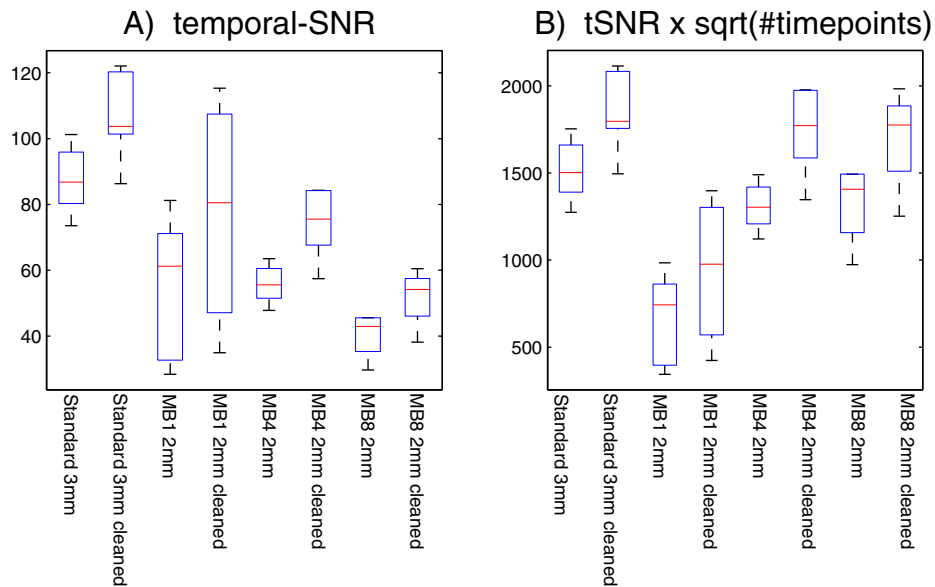 A) temporal-SNR
120
100
80
60
40
Standard 3mm
Standard 3mm cleaned
MB1 2mm
MB1 2mm cleaned
MB4 2mm
MB4 2mm cleaned
MB8 2mm
MB8 2mm cleaned
B) tSNR x sqrt(#timepoints)
2000
1500
1000
500
Standard 3mm
Standard 3mm cleaned
MB1 2mm
MB1 2mm cleaned
MB4 2mm
MB4 2mm cleaned
MB8 2mm
MB8 2mm cleaned